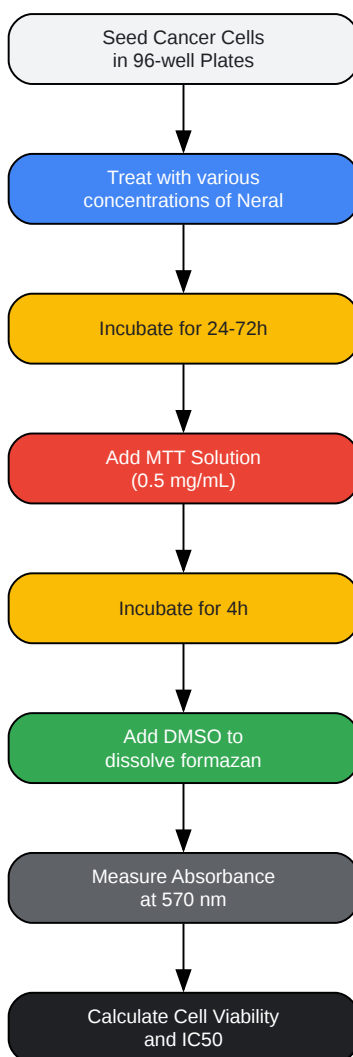 Seed Cancer Cells
in 96-well Plates
Treat with various
concentrations of Neral
Incubate for 24-72h
Add MTT Solution
(0.5 mg/mL)
Incubate for 4h
Add DMSO to
dissolve formazan
Measure Absorbance
at 570 nm
Calculate Cell Viability
and IC50